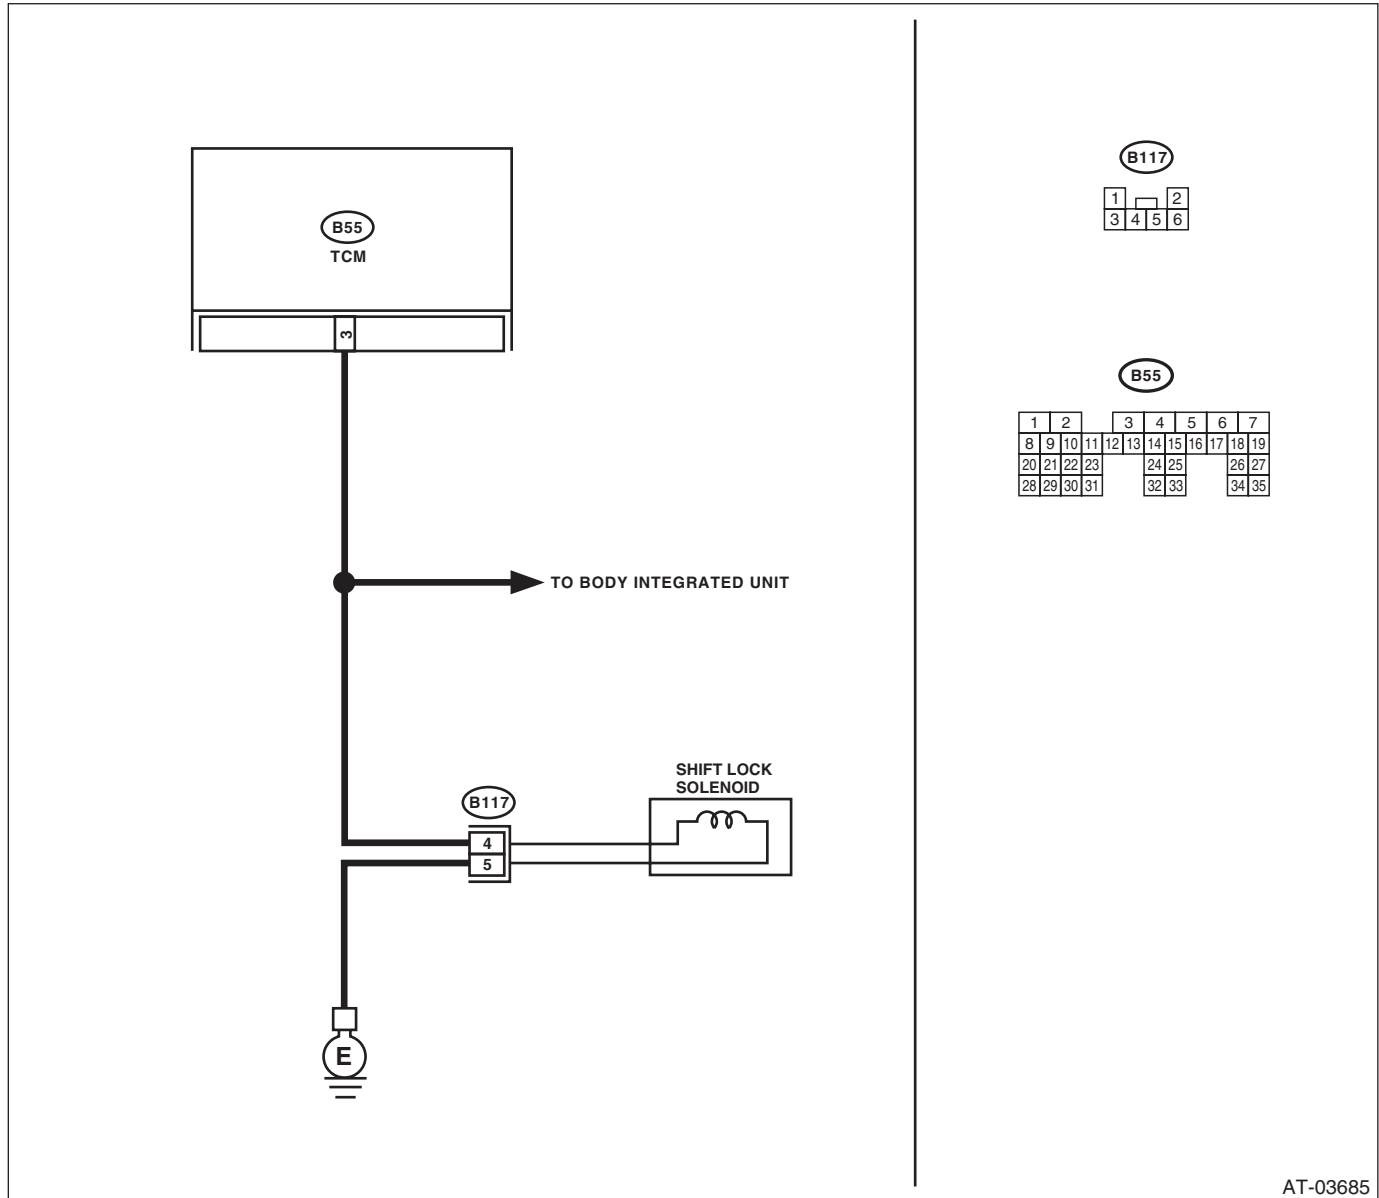 B55
TCM
3
TO BODY INTEGRATED UNIT
SHIFT LOCK
SOLENOID
B117
4
5
E
B117
1 2
3 4 5 6
B55
1 2 3 4 5 6 7
8 9 10 11 12 13 14 15 16 17 18 19
20 21 22 23 24 25 26 27
28 29 30 31 32 33 34 35
AT-03685